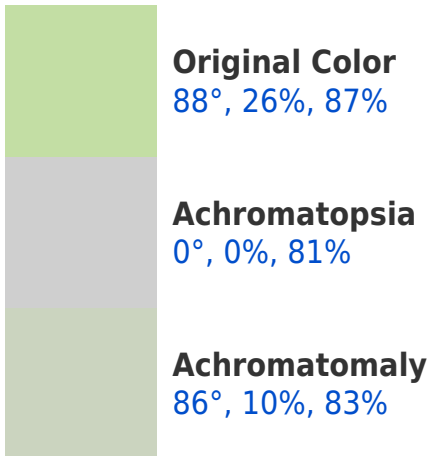 Original Color
88°, 26%, 87%
Achromatopsia
0°, 0%, 81%
Achromatomaly
86°, 10%, 83%